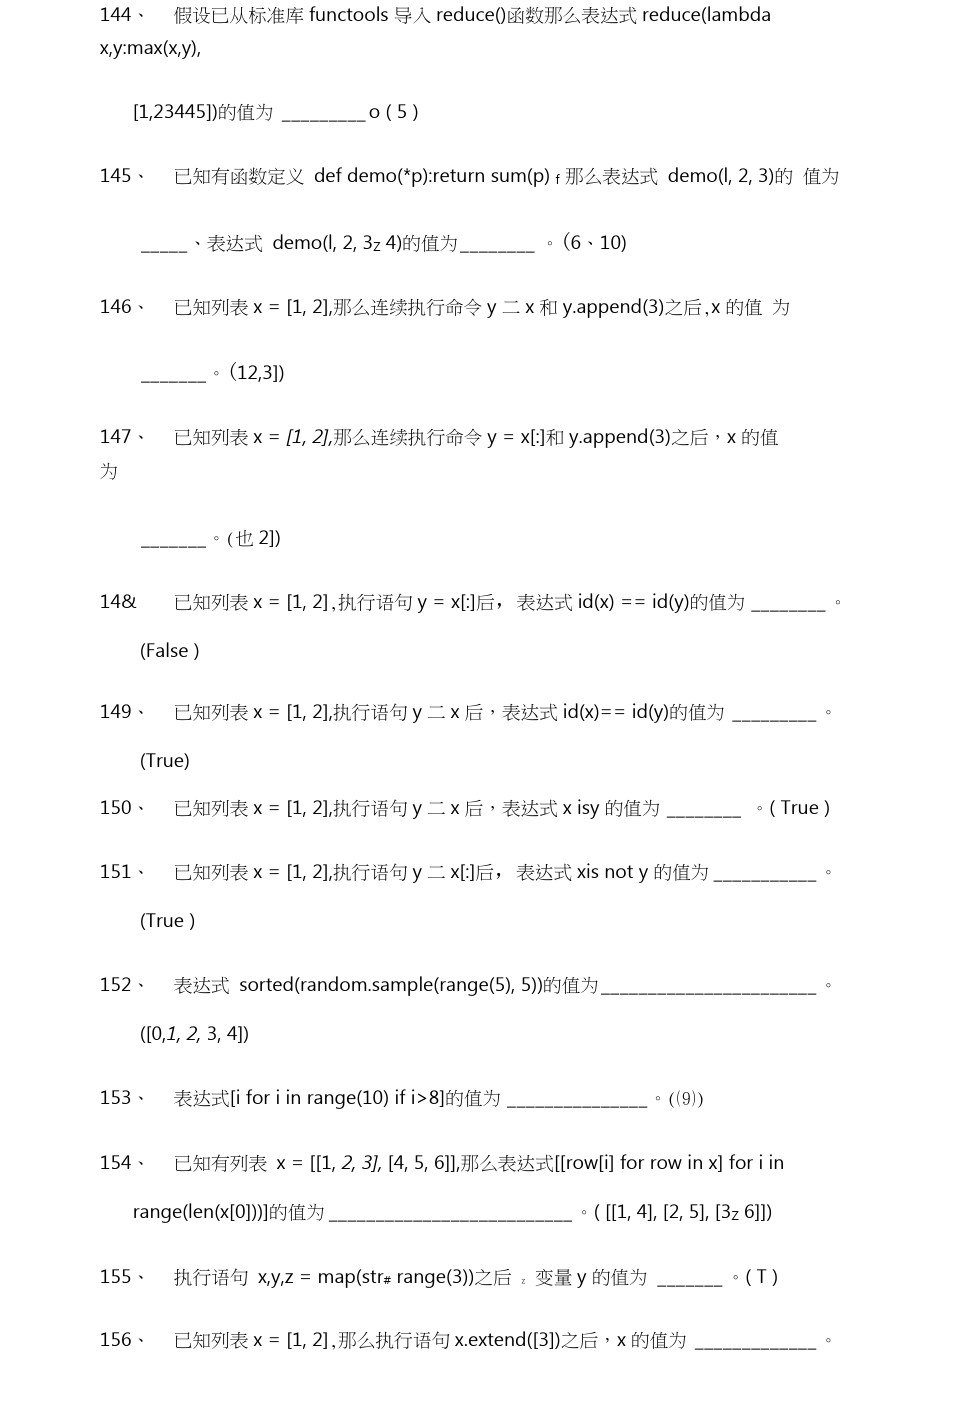 144、 假设已从标准库 functools 导入 reduce()函数那么表达式 reduce(lambda
x,y:max(x,y),
[1,23445])的值为 _________ o ( 5 )
145、 已知有函数定义 def demo(*p):return sum(p) f 那么表达式 demo(l, 2, 3)的 值为
_____、表达式 demo(l, 2, 3z 4)的值为________ 。（6、10)
146、 已知列表 x = [1, 2],那么连续执行命令 y 二 x 和 y.append(3)之后,x 的值 为
_______。（12,3])
147、 已知列表 x = [1, 2],那么连续执行命令 y = x[:]和 y.append(3)之后，x 的值
为
_______。(也 2])
14& 已知列表 x = [1, 2],执行语句 y = x[:]后，表达式 id(x) == id(y)的值为 ________ 。
(False )
149、 已知列表 x = [1, 2],执行语句 y 二 x 后，表达式 id(x)== id(y)的值为 _________ 。
(True)
150、 已知列表 x = [1, 2],执行语句 y 二 x 后，表达式 x isy 的值为 ________ 。( True )
151、 已知列表 x = [1, 2],执行语句 y 二 x[:]后，表达式 xis not y 的值为 ___________ 。
(True )
152、 表达式 sorted(random.sample(range(5), 5))的值为_______________________ 。
([0,1, 2, 3, 4])
153、 表达式[i for i in range(10) if i>8]的值为 _______________ 。(⑼)
154、 已知有列表 x = [[1, 2, 3], [4, 5, 6]],那么表达式[[row[i] for row in x] for i in
range(len(x[0]))]的值为 __________________________ 。( [[1, 4], [2, 5], [3z 6]])
155、 执行语句 x,y,z = map(str# range(3))之后 z 变量 y 的值为 _______ 。( T )
156、 已知列表 x = [1, 2],那么执行语句 x.extend([3])之后，x 的值为 _____________ 。